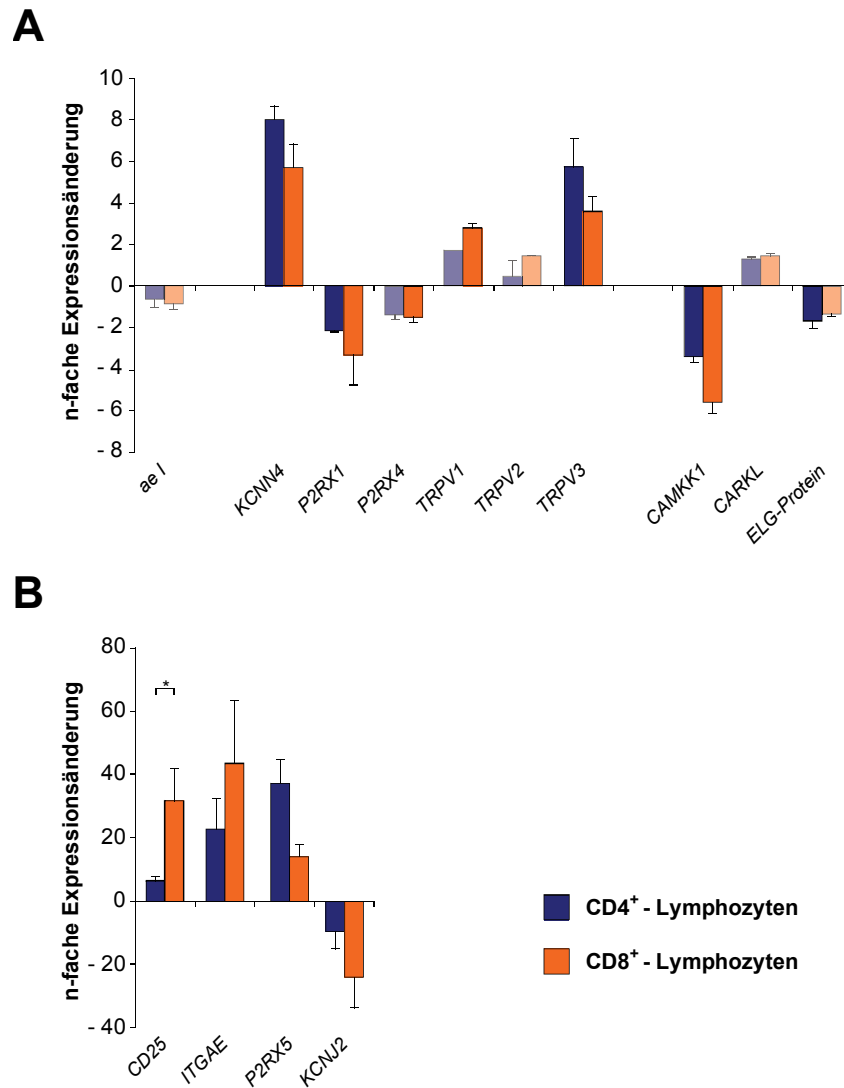 A
n-fache Expressionsänderung
10
8
6
4
2
0
- 2
- 4
- 6
- 8
ae I
KCNN4
P2RX1
P2RX4
TRPV1
TRPV2
TRPV3
CAMKK1
CARKL
ELG-Protein
B
n-fache Expressionsänderung
80
60
40
20
0
- 20
- 40
*
CD25
ITGAE
P2RX5
KCNJ2
CD4+ - Lymphozyten
CD8+ - Lymphozyten